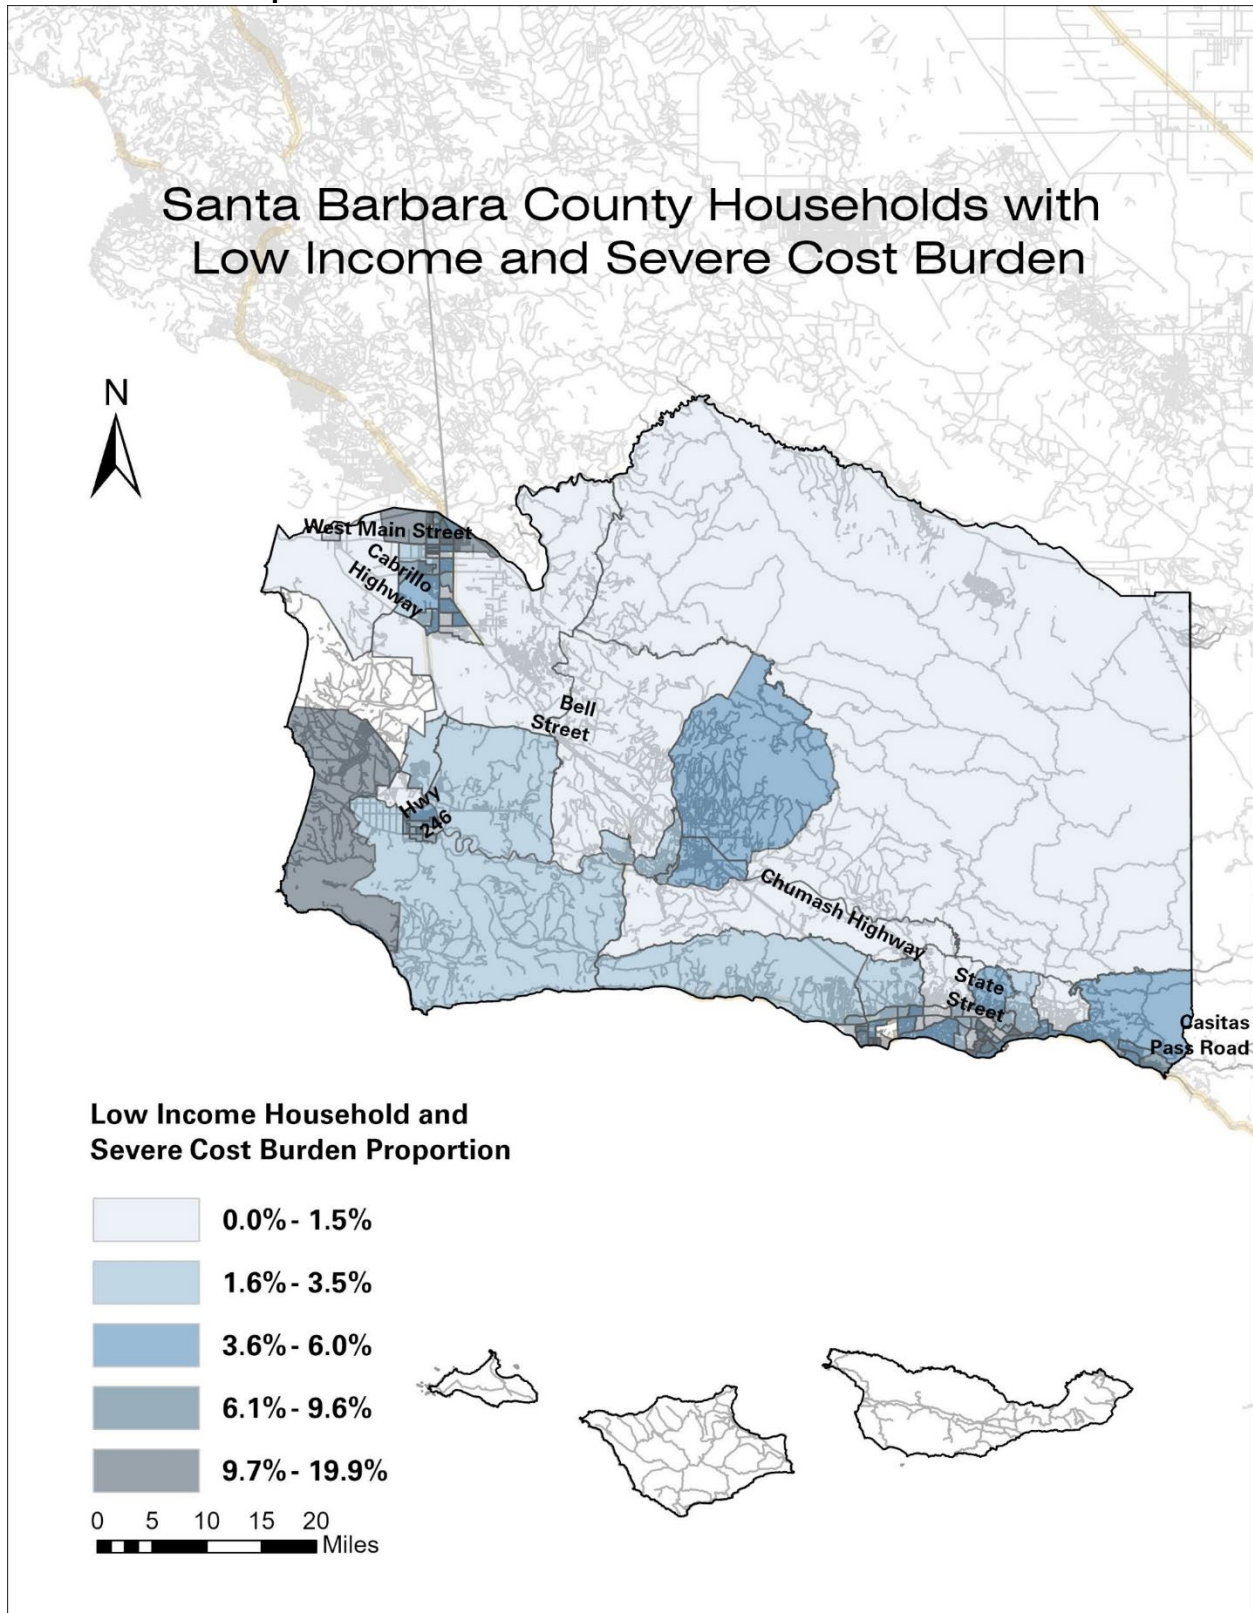 Santa Barbara County Households with
Low Income and Severe Cost Burden
N
West Main Street
Cabrillo
Highway
Bell
Street
Hwy
246
Chumash Highway
State
Street
Casitas
Pass Road
Low Income Household and
Severe Cost Burden Proportion
0.0% - 1.5%
1.6% - 3.5%
3.6% - 6.0%
6.1% - 9.6%
9.7% - 19.9%
0 5 10 15 20
Miles